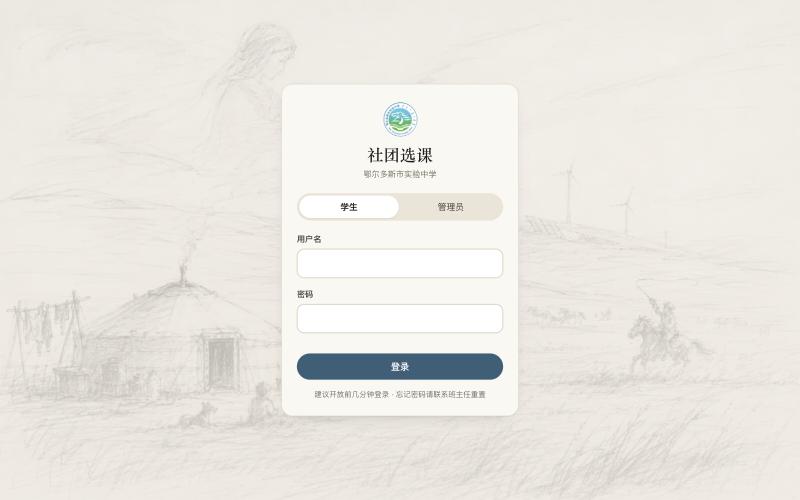 社团选课
鄂尔多斯市实验中学
学生
管理员
用户名
密码
登录
建议开放前几分钟登录 · 忘记密码请联系班主任重置